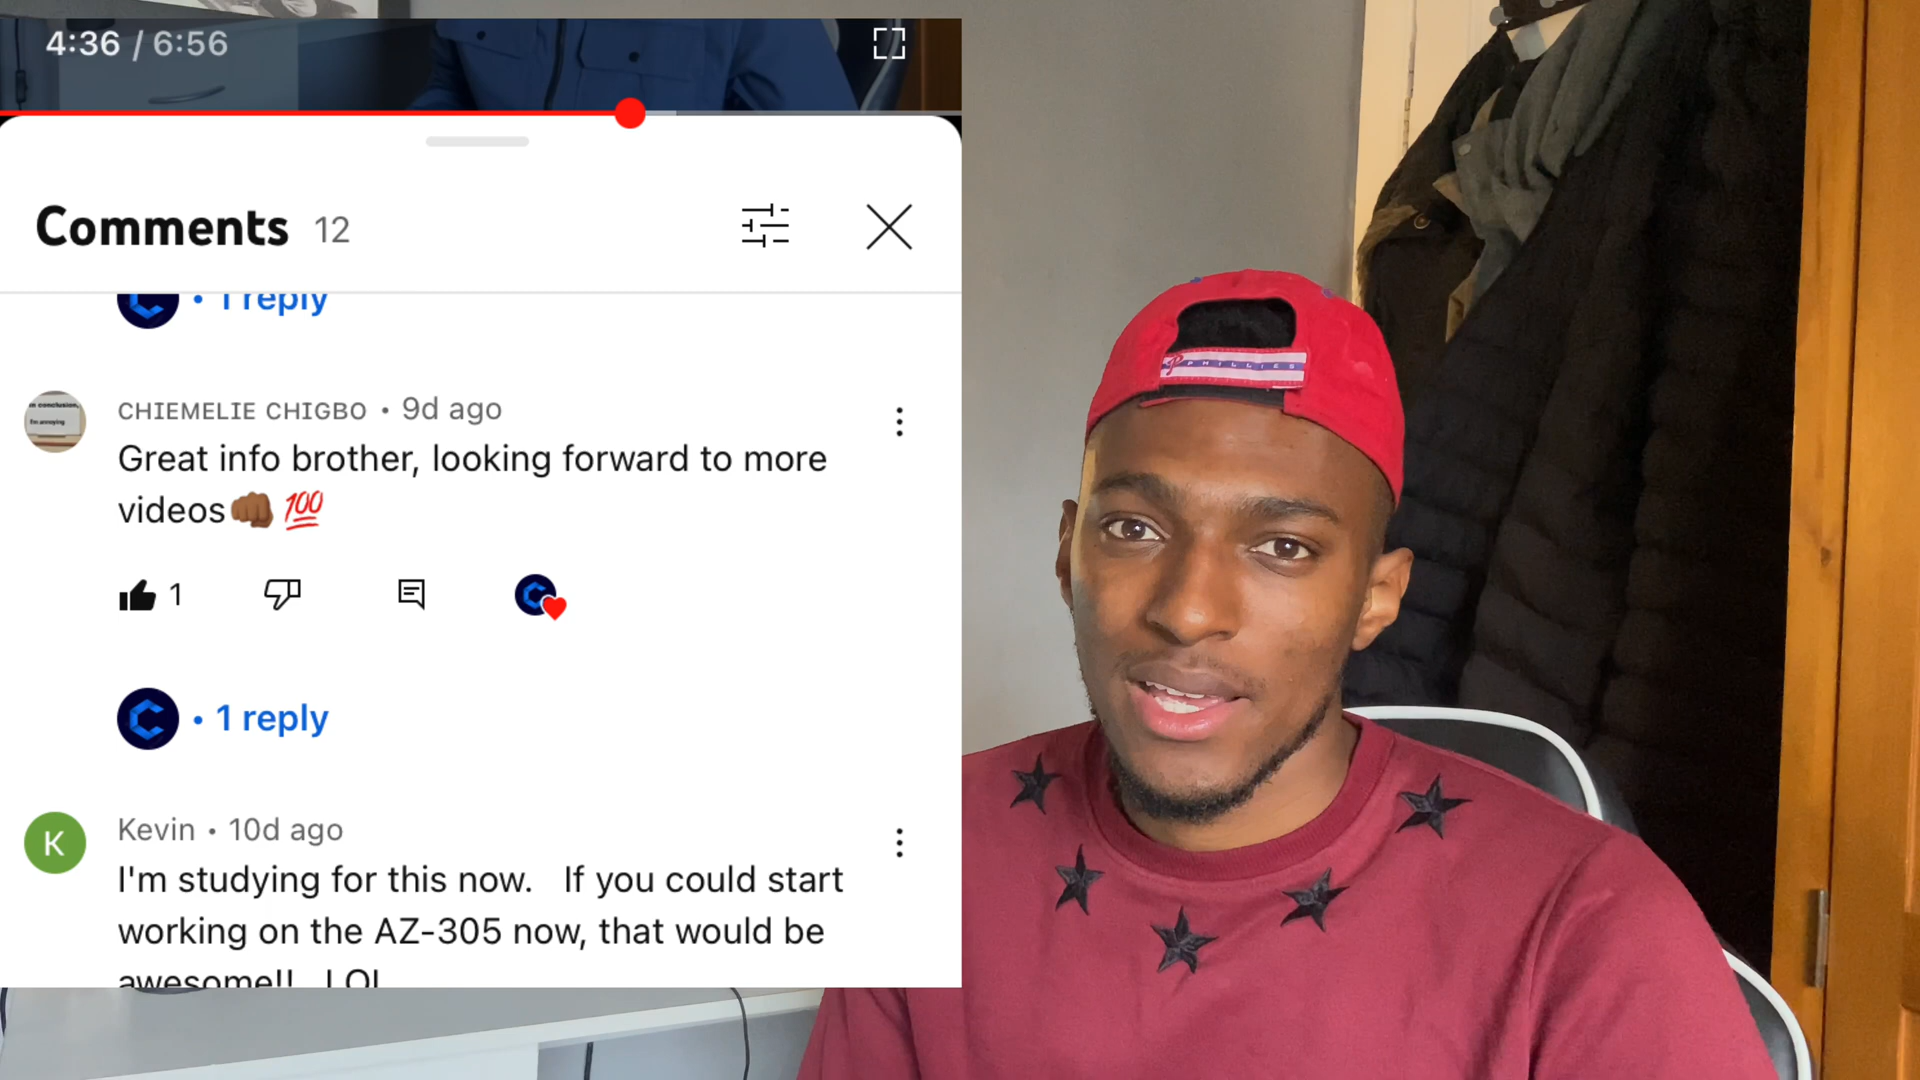 4:36 / 6:56
Comments 12
1 reply
CHIEMELIE CHIGBO • 9d ago
Great info brother, looking forward to more
videos👊🏾 💯
1
• 1 reply
K
Kevin • 10d ago
I'm studying for this now. If you could start
working on the AZ-305 now, that would be
awesome!! LOL
PHILLIES